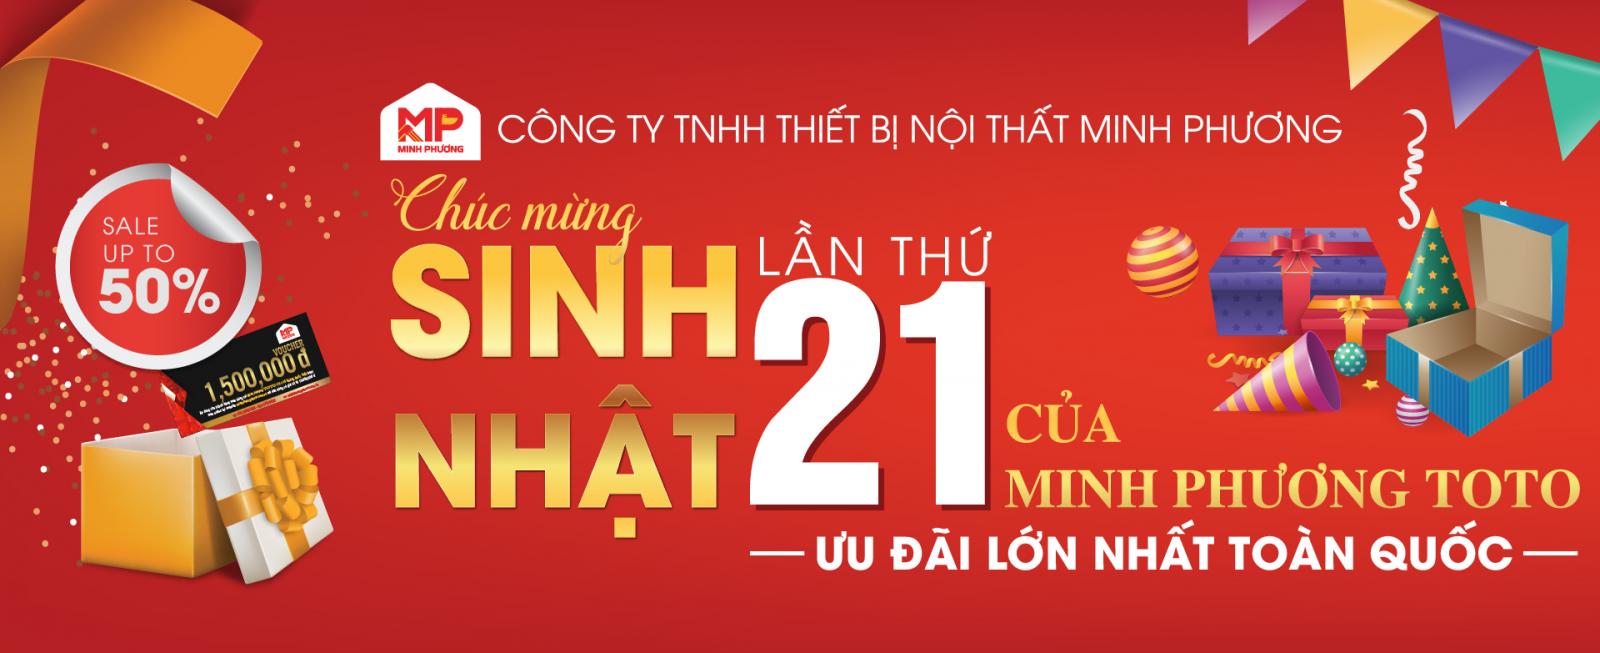 MP
MINH PHƯƠNG
CÔNG TY TNHH THIẾT BỊ NỘI THẤT MINH PHƯƠNG
Chúc mừng
SINH NHẬT
LẦN THỨ
21
CỦA
MINH PHƯƠNG TOTO
ƯU ĐÃI LỚN NHẤT TOÀN QUỐC
SALE
UP TO
50%
MP
VOUCHER
1,500,000 đ